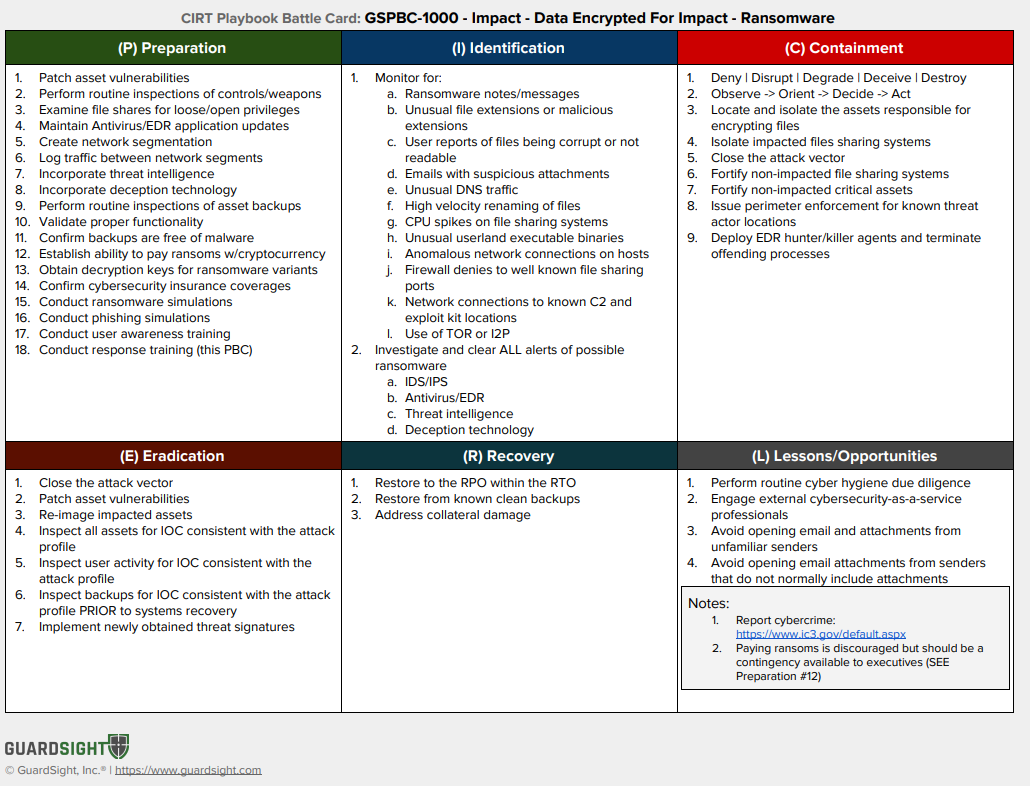 CIRT Playbook Battle Card: GSPBC-1000 - Impact - Data Encrypted For Impact - Ransomware
(P) Preparation
1. Patch asset vulnerabilities
2. Perform routine inspections of controls/weapons
3. Examine file shares for loose/open privileges
4. Maintain Antivirus/EDR application updates
5. Create network segmentation
6. Log traffic between network segments
7. Incorporate threat intelligence
8. Incorporate deception technology
9. Perform routine inspections of asset backups
10. Validate proper functionality
11. Confirm backups are free of malware
12. Establish ability to pay ransoms w/cryptocurrency
13. Obtain decryption keys for ransomware variants
14. Confirm cybersecurity insurance coverages
15. Conduct ransomware simulations
16. Conduct phishing simulations
17. Conduct user awareness training
18. Conduct response training (this PBC)
(I) Identification
1. Monitor for:
a. Ransomware notes/messages
b. Unusual file extensions or malicious
extensions
c. User reports of files being corrupt or not
readable
d. Emails with suspicious attachments
e. Unusual DNS traffic
f. High velocity renaming of files
g. CPU spikes on file sharing systems
h. Unusual userland executable binaries
i. Anomalous network connections on hosts
j. Firewall denies to well known file sharing
ports
k. Network connections to known C2 and
exploit kit locations
l. Use of TOR or I2P
2. Investigate and clear ALL alerts of possible
ransomware
a. IDS/IPS
b. Antivirus/EDR
c. Threat intelligence
d. Deception technology
(C) Containment
1. Deny | Disrupt | Degrade | Deceive | Destroy
2. Observe -> Orient -> Decide -> Act
3. Locate and isolate the assets responsible for
encrypting files
4. Isolate impacted files sharing systems
5. Close the attack vector
6. Fortify non-impacted file sharing systems
7. Fortify non-impacted critical assets
8. Issue perimeter enforcement for known threat
actor locations
9. Deploy EDR hunter/killer agents and terminate
offending processes
(E) Eradication
1. Close the attack vector
2. Patch asset vulnerabilities
3. Re-image impacted assets
4. Inspect all assets for IOC consistent with the attack
profile
5. Inspect user activity for IOC consistent with the
attack profile
6. Inspect backups for IOC consistent with the attack
profile PRIOR to systems recovery
7. Implement newly obtained threat signatures
(R) Recovery
1. Restore to the RPO within the RTO
2. Restore from known clean backups
3. Address collateral damage
(L) Lessons/Opportunities
1. Perform routine cyber hygiene due diligence
2. Engage external cybersecurity-as-a-service
professionals
3. Avoid opening email and attachments from
unfamiliar senders
4. Avoid opening email attachments from senders
that do not normally include attachments
Notes:
1. Report cybercrime:
https://www.ic3.gov/default.aspx
2. Paying ransoms is discouraged but should be a
contingency available to executives (SEE
Preparation #12)
GUARDSIGHT
© GuardSight, Inc.® | https://www.guardsight.com